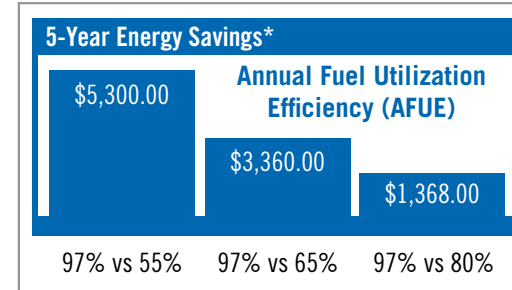 5-Year Energy Savings*
Annual Fuel Utilization
Efficiency (AFUE)
$5,300.00
$3,360.00
$1,368.00
97% vs 55%
97% vs 65%
97% vs 80%